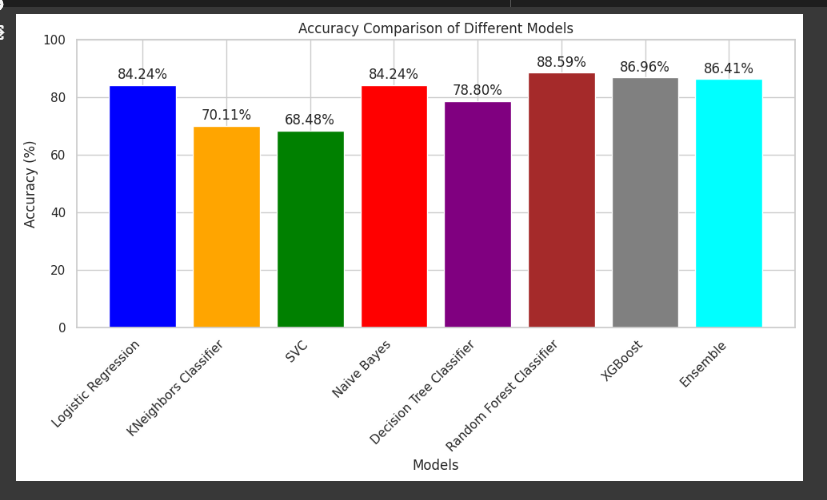 Accuracy Comparison of Different Models
100
80
60
40
20
0
Accuracy (%)
84.24%
70.11%
68.48%
84.24%
78.80%
88.59%
86.96%
86.41%
Logistic Regression
KNeighbors Classifier
SVC
Naive Bayes
Decision Tree Classifier
Random Forest Classifier
XGBoost
Ensemble
Models